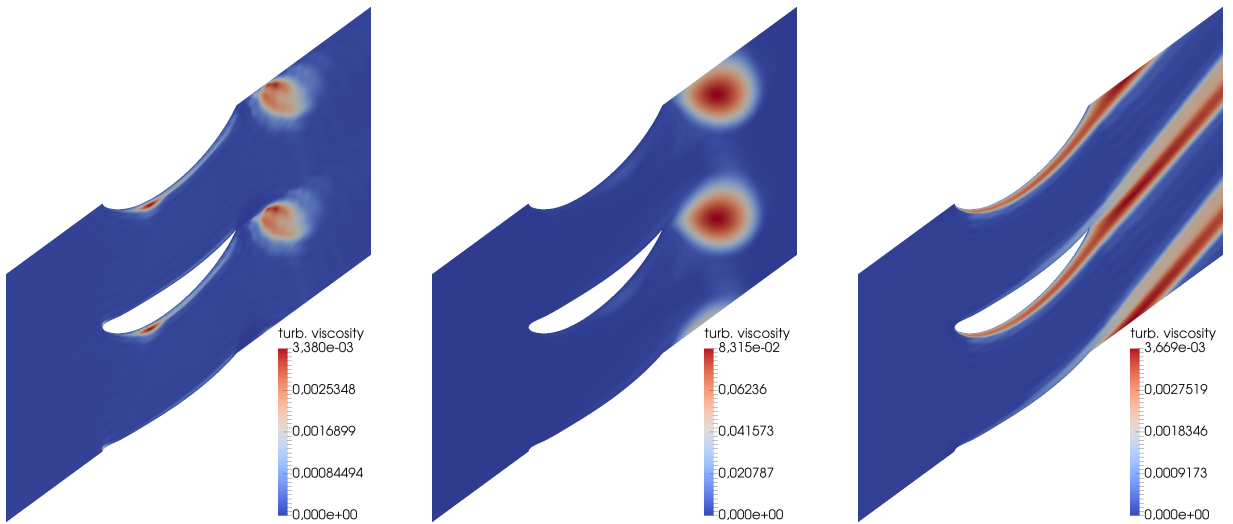 turb. viscosity
3,380e-03
0,0025348
0,0016899
0,00084494
0,000e+00
turb. viscosity
8,315e-02
0,06236
0,041573
0,020787
0,000e+00
turb. viscosity
3,669e-03
0,0027519
0,0018346
0,0009173
0,000e+00